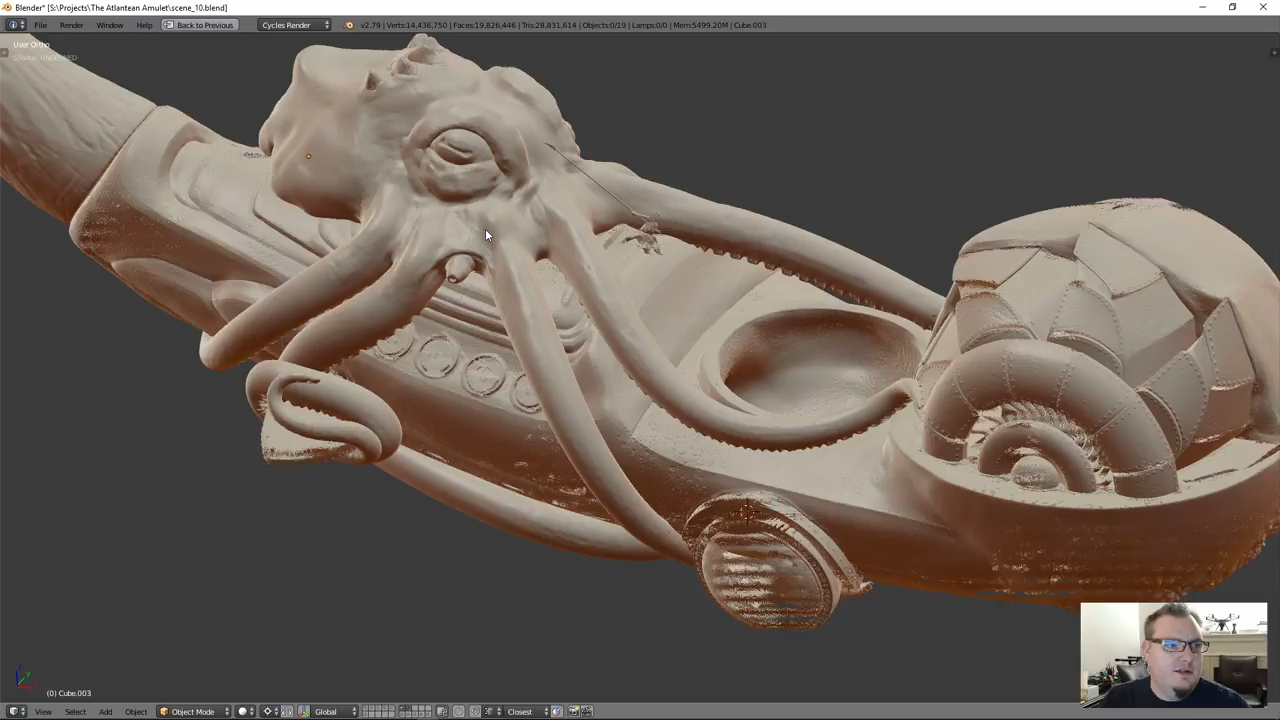 Blender* [S:\Projects\The Atlantean Amulet\scene_10.blend]
File Render Window Help Back to Previous Cycles Render v2.79 | Verts:14,436,750 | Faces:19,826,446 | Tris:28,831,614 | Objects:0/19 | Lamps:0/0 | Mem:5499.20M | Cube.003
User Ortho
(0) Cube.003
View Select Add Object Object Mode Global Closest